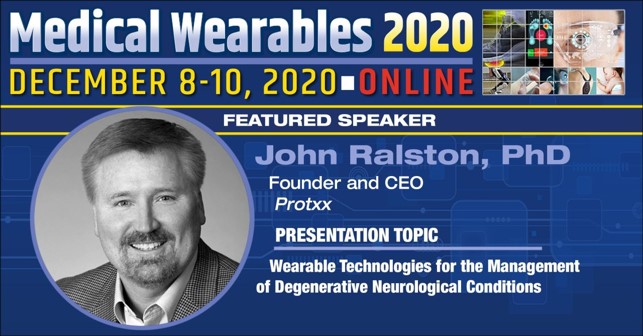 Medical Wearables 2020
DECEMBER 8-10, 2020■ONLINE
FEATURED SPEAKER
John Ralston, PhD
Founder and CEO
Protxx
PRESENTATION TOPIC
Wearable Technologies for the Management
of Degenerative Neurological Conditions